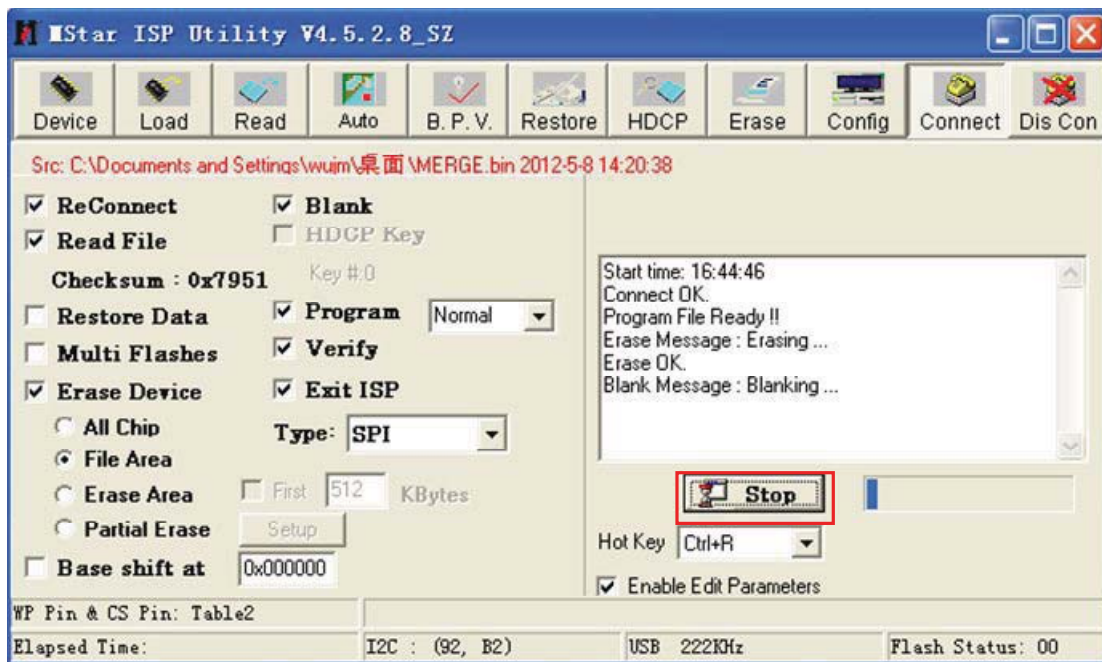 MStar ISP Utility V4.5.2.8_SZ
Device Load Read Auto B.P.V. Restore HDCP Erase Config Connect Dis Con
Src: C:\Documents and Settings\wujm\桌面\MERGE.bin 2012-5-8 14:20:38
ReConnect
Blank
Read File
HDCP Key
Checksum : 0x7951
Key #:0
Restore Data
Program
Normal
Multi Flashes
Verify
Erase Device
Exit ISP
All Chip
Type: SPI
File Area
Erase Area
First 512 KBytes
Partial Erase
Setup
Base shift at 0x000000
Start time: 16:44:46
Connect OK.
Program File Ready !!
Erase Message : Erasing ...
Erase OK.
Blank Message : Blanking ...
Stop
Hot Key Ctrl+R
Enable Edit Parameters
WP Pin & CS Pin: Table2
Elapsed Time: I2C : (92, B2) USB 222KHz Flash Status: 00